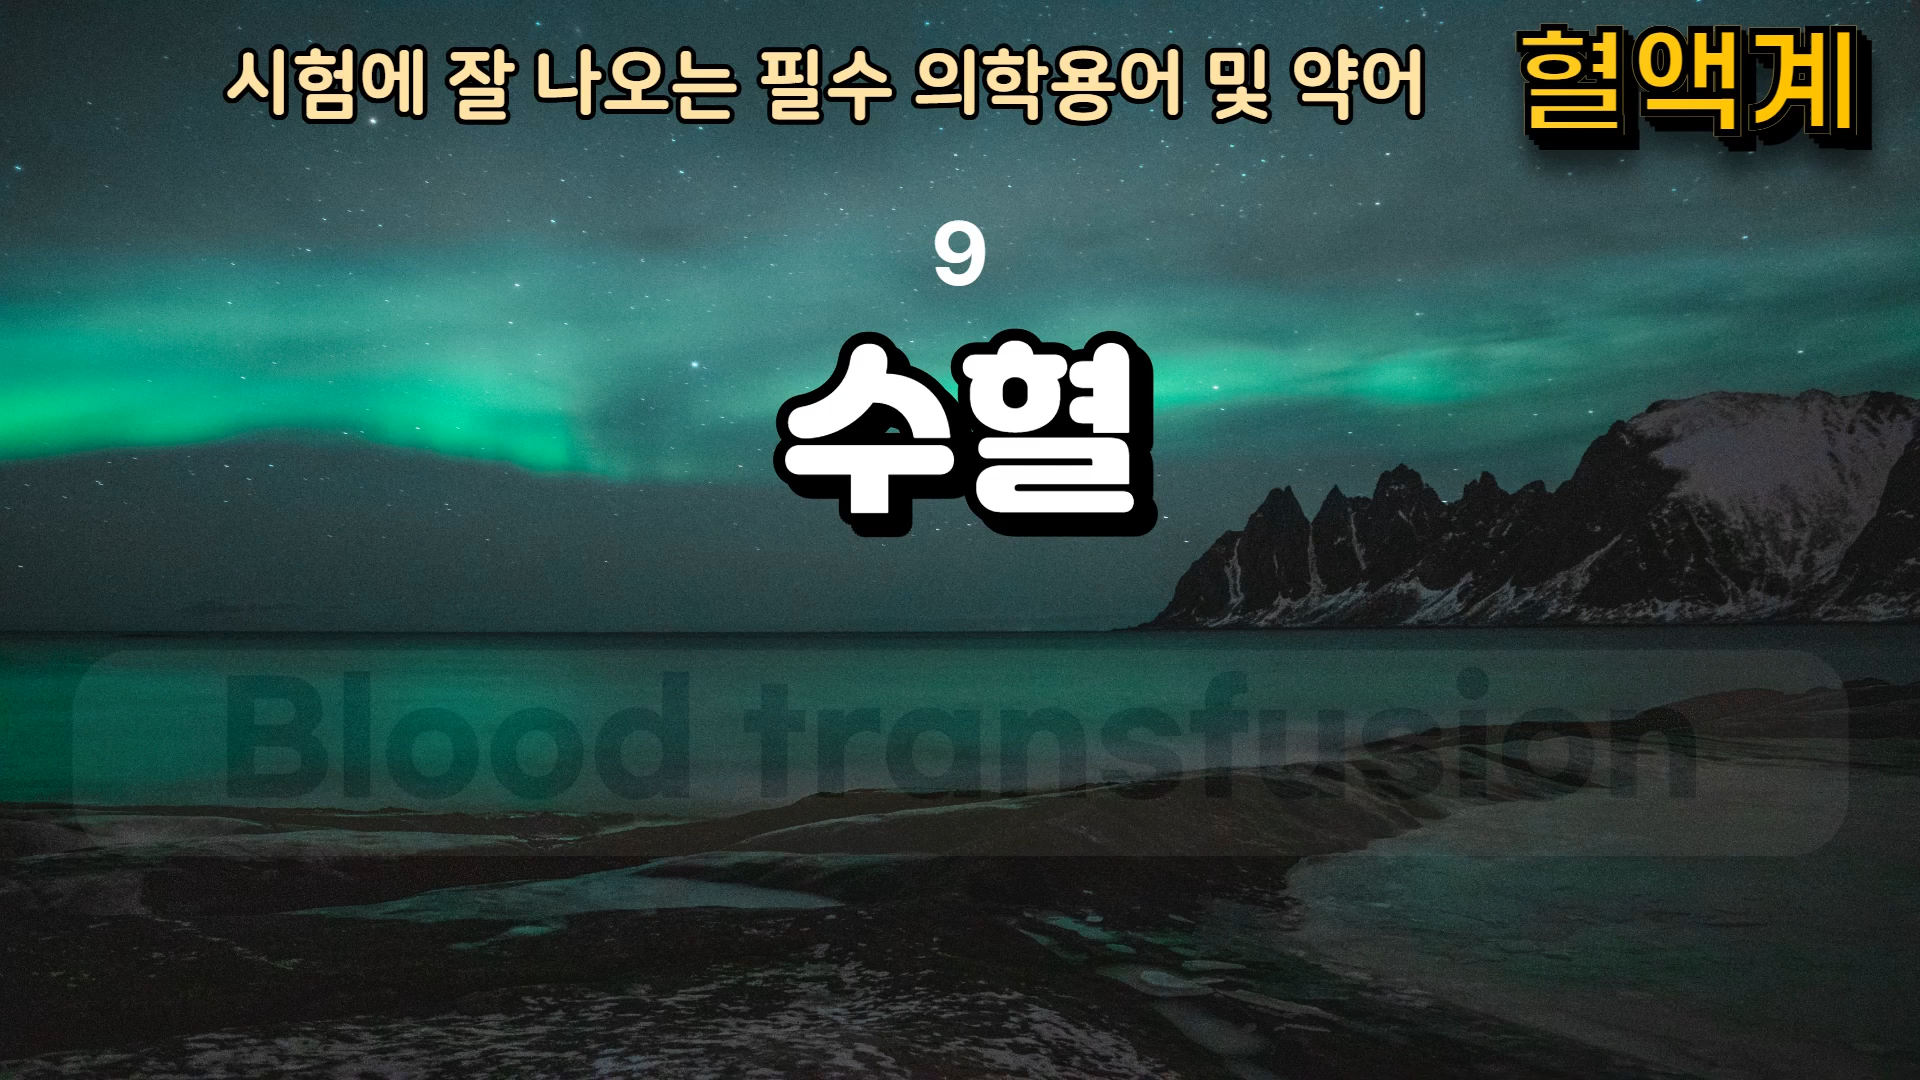 시험에 잘 나오는 필수 의학용어 및 약어
혈액계
9
수혈
Blood transfusion